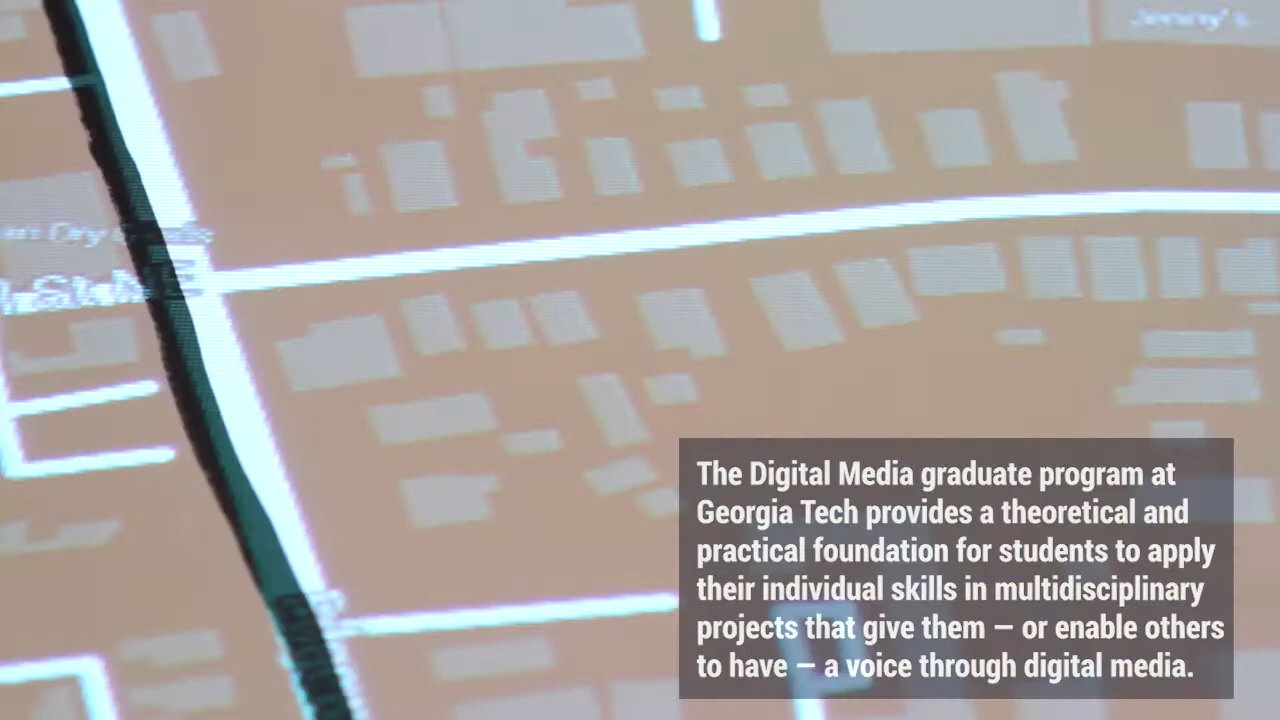 Jenny's
The Digital Media graduate program at
Georgia Tech provides a theoretical and
practical foundation for students to apply
their individual skills in multidisciplinary
projects that give them — or enable others
to have — a voice through digital media.